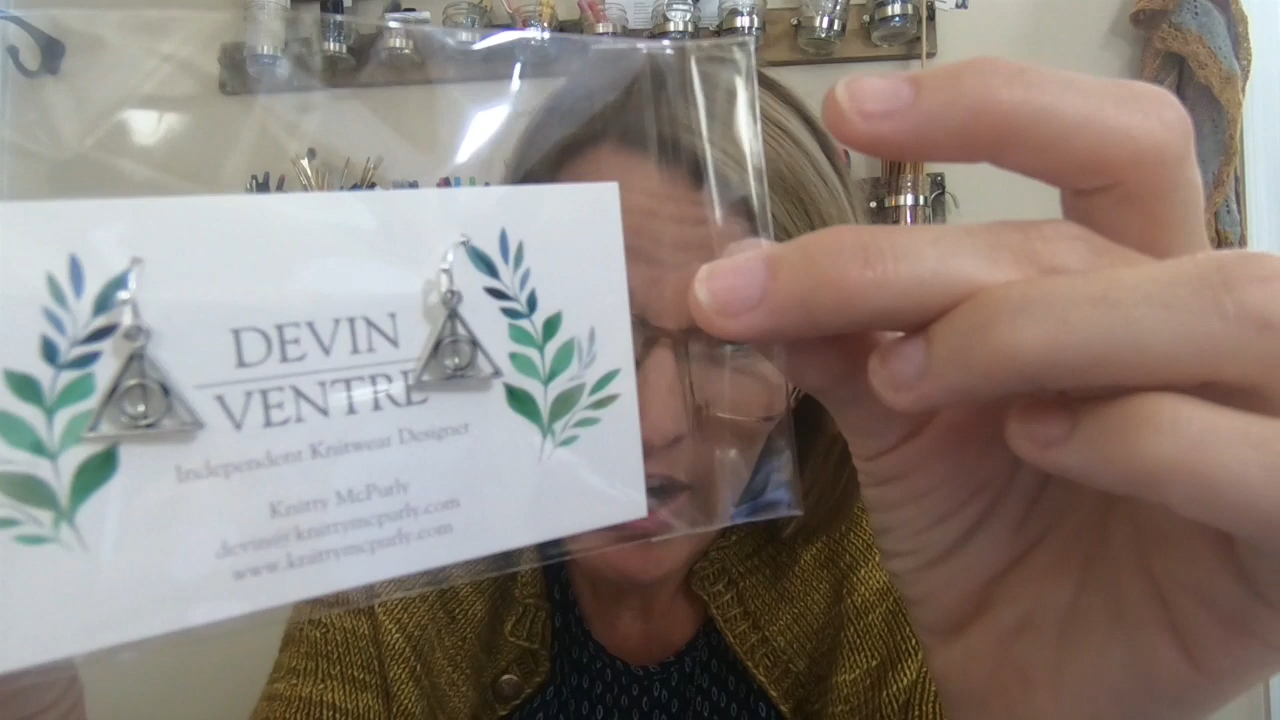 DEVIN
VENTRE
Independent Knitwear Designer
Knitty McPurly
devin@knittymcpurly.com
www.knittymcpurly.com